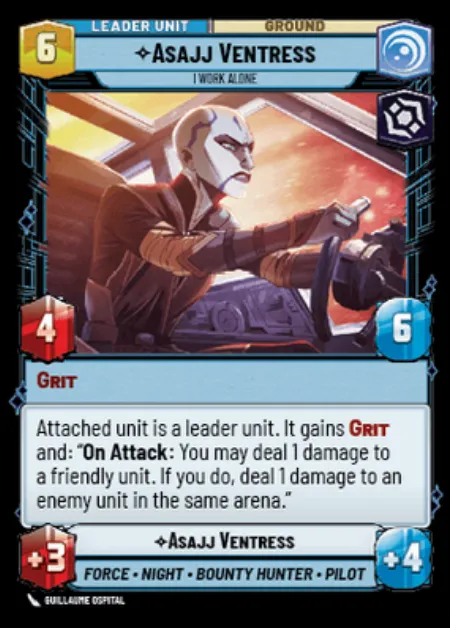 LEADER UNIT
GROUND
6
ASAJJ VENTRESS
I WORK ALONE
4
6
GRIT
Attached unit is a leader unit. It gains GRIT
and: “On Attack: You may deal 1 damage to
a friendly unit. If you do, deal 1 damage to an
enemy unit in the same arena.”
+3
ASAJJ VENTRESS
+4
FORCE • NIGHT • BOUNTY HUNTER • PILOT
GUILLAUME OSPITAL